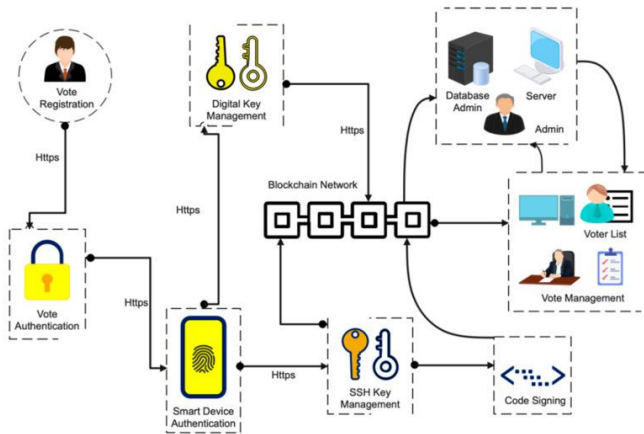 Vote
Registration
Https
Vote
Authentication
Https
Smart Device
Authentication
Https
Digital Key
Management
Https
Blockchain Network
Https
SSH Key
Management
Code Signing
Database
Admin
Server
Admin
Voter List
Vote Management